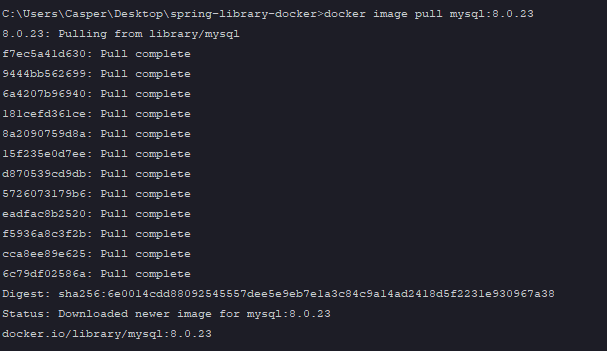 C:\Users\Casper\Desktop\spring-library-docker>docker image pull mysql:8.0.23
8.0.23: Pulling from library/mysql
f7ec5a41d630: Pull complete
9444bb562699: Pull complete
6a4207b96940: Pull complete
181cefd361ce: Pull complete
8a2090759d8a: Pull complete
15f235e0d7ee: Pull complete
d870539cd9db: Pull complete
5726073179b6: Pull complete
eadfac8b2520: Pull complete
f5936a8c3f2b: Pull complete
cca8ee89e625: Pull complete
6c79df02586a: Pull complete
Digest: sha256:6e0014cdd88092545557dee5e9eb7e1a3c84c9a14ad2418d5f2231e930967a38
Status: Downloaded newer image for mysql:8.0.23
docker.io/library/mysql:8.0.23